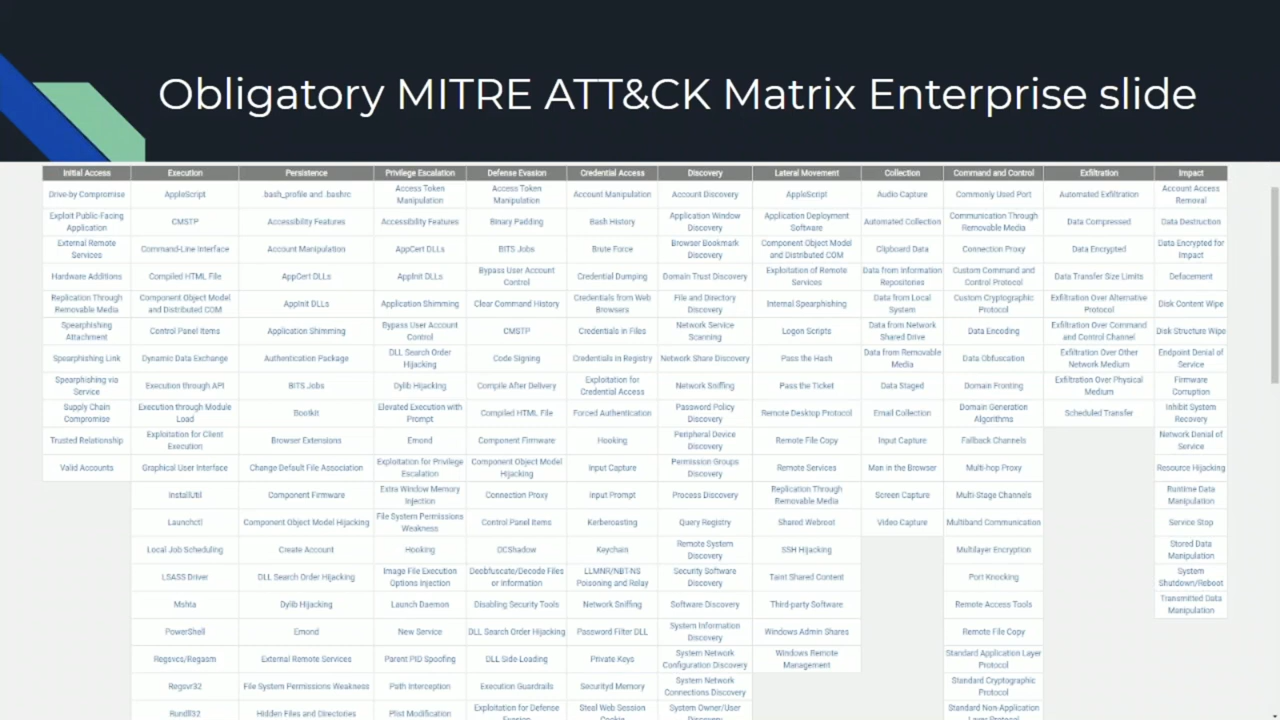 Obligatory MITRE ATT&CK Matrix Enterprise slide
Initial Access
Drive-by Compromise
Exploit Public-Facing
Application
External Remote
Services
Hardware Additions
Replication Through
Removable Media
Spearphishing
Attachment
Spearphishing Link
Spearphishing via
Service
Supply Chain
Compromise
Trusted Relationship
Valid Accounts
Execution
AppleScript
CMSTP
Command-Line Interface
Compiled HTML File
Component Object Model
and Distributed COM
Control Panel Items
Dynamic Data Exchange
Execution through API
Execution through Module
Load
Exploitation for Client
Execution
Graphical User Interface
InstallUtil
Launchctl
Local Job Scheduling
LSASS Driver
Mshta
PowerShell
Regsvcs/Regasm
Regsvr32
Rundll32
Persistence
.bash_profile and .bashrc
Accessibility Features
Account Manipulation
AppCert DLLs
AppInit DLLs
Application Shimming
Authentication Package
BITS Jobs
Bootkit
Browser Extensions
Change Default File Association
Component Firmware
Component Object Model Hijacking
Create Account
DLL Search Order Hijacking
Dylib Hijacking
Emond
External Remote Services
File System Permissions Weakness
Hidden Files and Directories
Privilege Escalation
Access Token
Manipulation
Accessibility Features
AppCert DLLs
AppInit DLLs
Application Shimming
Bypass User Account
Control
DLL Search Order
Hijacking
Dylib Hijacking
Elevated Execution with
Prompt
Emond
Exploitation for Privilege
Escalation
Extra Window Memory
Injection
File System Permissions
Weakness
Hooking
Image File Execution
Options Injection
Launch Daemon
New Service
Parent PID Spoofing
Path Interception
Plist Modification
Defense Evasion
Access Token
Manipulation
Binary Padding
BITS Jobs
Bypass User Account
Control
Clear Command History
CMSTP
Code Signing
Compile After Delivery
Compiled HTML File
Component Firmware
Component Object Model
Hijacking
Connection Proxy
Control Panel Items
DCShadow
Deobfuscate/Decode Files
or Information
Disabling Security Tools
DLL Search Order Hijacking
DLL Side-Loading
Execution Guardrails
Exploitation for Defense
Evasion
Credential Access
Account Manipulation
Bash History
Brute Force
Credential Dumping
Credentials from Web
Browsers
Credentials in Files
Credentials in Registry
Exploitation for
Credential Access
Forced Authentication
Hooking
Input Capture
Input Prompt
Kerberoasting
Keychain
LLMNR/NBT-NS
Poisoning and Relay
Network Sniffing
Password Filter DLL
Private Keys
Securityd Memory
Steal Web Session
Cookie
Discovery
Account Discovery
Application Window
Discovery
Browser Bookmark
Discovery
Domain Trust Discovery
File and Directory
Discovery
Network Service
Scanning
Network Share Discovery
Network Sniffing
Password Policy
Discovery
Peripheral Device
Discovery
Permission Groups
Discovery
Process Discovery
Query Registry
Remote System
Discovery
Security Software
Discovery
Software Discovery
System Information
Discovery
System Network
Configuration Discovery
System Network
Connections Discovery
System Owner/User
Discovery
Lateral Movement
AppleScript
Application Deployment
Software
Component Object Model
and Distributed COM
Exploitation of Remote
Services
Internal Spearphishing
Logon Scripts
Pass the Hash
Pass the Ticket
Remote Desktop Protocol
Remote File Copy
Remote Services
Replication Through
Removable Media
Shared Webroot
SSH Hijacking
Taint Shared Content
Third-party Software
Windows Admin Shares
Windows Remote
Management
Collection
Audio Capture
Automated Collection
Clipboard Data
Data from Information
Repositories
Data from Local
System
Data from Network
Shared Drive
Data from Removable
Media
Data Staged
Email Collection
Input Capture
Man in the Browser
Screen Capture
Video Capture
Command and Control
Commonly Used Port
Communication Through
Removable Media
Connection Proxy
Custom Command and
Control Protocol
Custom Cryptographic
Protocol
Data Encoding
Data Obfuscation
Domain Fronting
Domain Generation
Algorithms
Fallback Channels
Multi-hop Proxy
Multi-Stage Channels
Multiband Communication
Multilayer Encryption
Port Knocking
Remote Access Tools
Remote File Copy
Standard Application Layer
Protocol
Standard Cryptographic
Protocol
Standard Non-Application
Layer Protocol
Exfiltration
Automated Exfiltration
Data Compressed
Data Encrypted
Data Transfer Size Limits
Exfiltration Over Alternative
Protocol
Exfiltration Over Command
and Control Channel
Exfiltration Over Other
Network Medium
Exfiltration Over Physical
Medium
Scheduled Transfer
Impact
Account Access
Removal
Data Destruction
Data Encrypted for
Impact
Defacement
Disk Content Wipe
Disk Structure Wipe
Endpoint Denial of
Service
Firmware
Corruption
Inhibit System
Recovery
Network Denial of
Service
Resource Hijacking
Runtime Data
Manipulation
Service Stop
Stored Data
Manipulation
System
Shutdown/Reboot
Transmitted Data
Manipulation